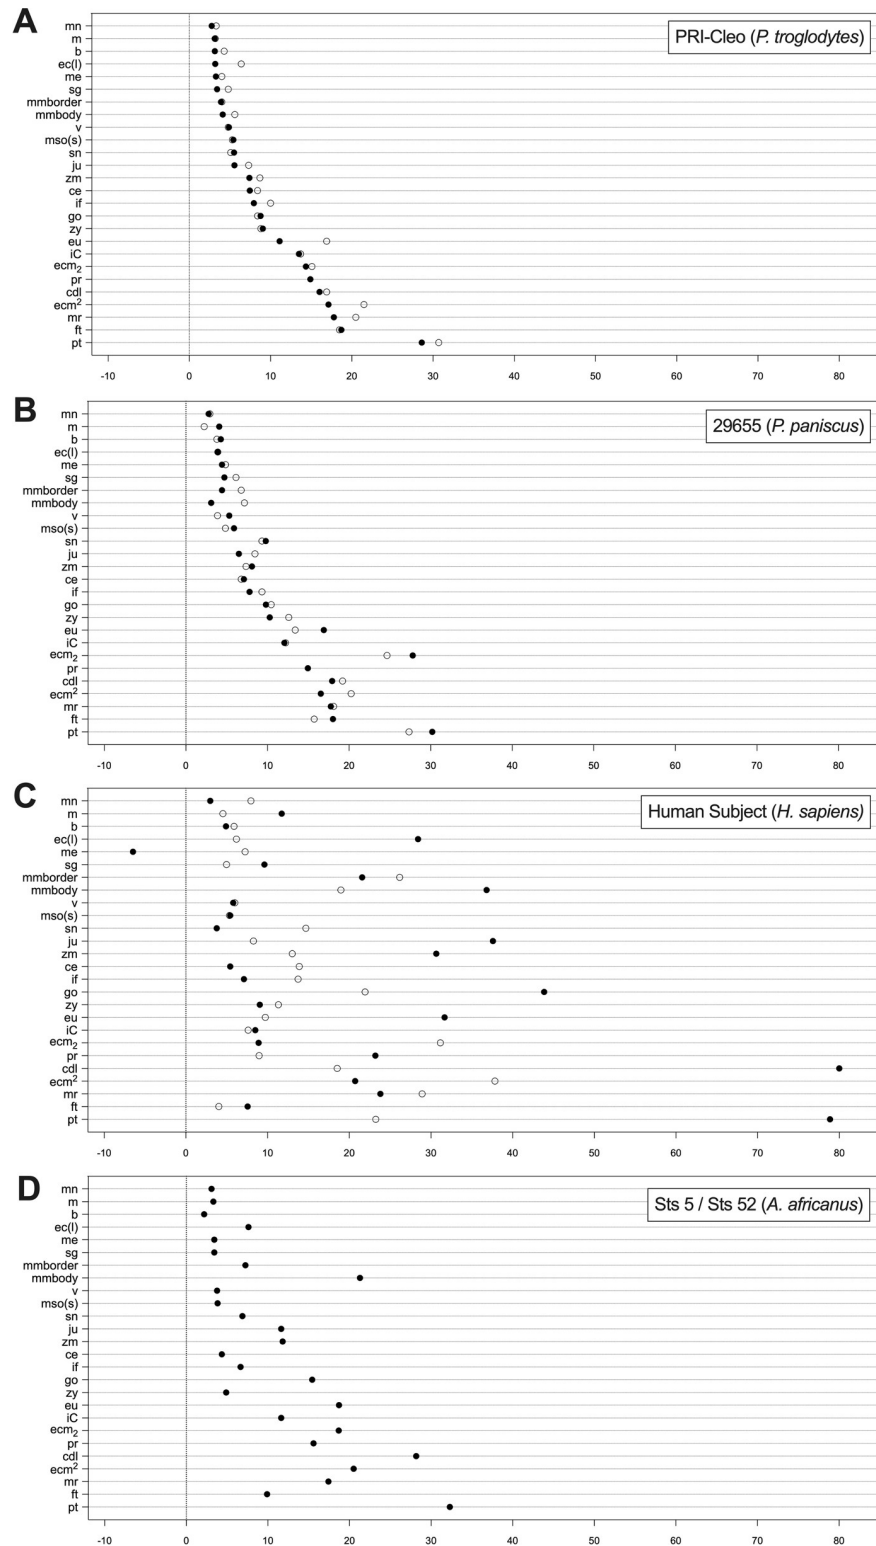 A
PRI-Cleo (P. troglodytes)
mn
m
b
ec(l)
me
sg
mmborder
mmbody
v
mso(s)
sn
ju
zm
ce
if
go
zy
eu
iC
ecm₂
pr
cdl
ecm²
mr
ft
pt
-10 0 10 20 30 40 50 60 70 80
B
29655 (P. paniscus)
mn
m
b
ec(l)
me
sg
mmborder
mmbody
v
mso(s)
sn
ju
zm
ce
if
go
zy
eu
iC
ecm₂
pr
cdl
ecm²
mr
ft
pt
-10 0 10 20 30 40 50 60 70 80
C
Human Subject (H. sapiens)
mn
m
b
ec(l)
me
sg
mmborder
mmbody
v
mso(s)
sn
ju
zm
ce
if
go
zy
eu
iC
ecm₂
pr
cdl
ecm²
mr
ft
pt
-10 0 10 20 30 40 50 60 70 80
D
Sts 5 / Sts 52 (A. africanus)
mn
m
b
ec(l)
me
sg
mmborder
mmbody
v
mso(s)
sn
ju
zm
ce
if
go
zy
eu
iC
ecm₂
pr
cdl
ecm²
mr
ft
pt
-10 0 10 20 30 40 50 60 70 80